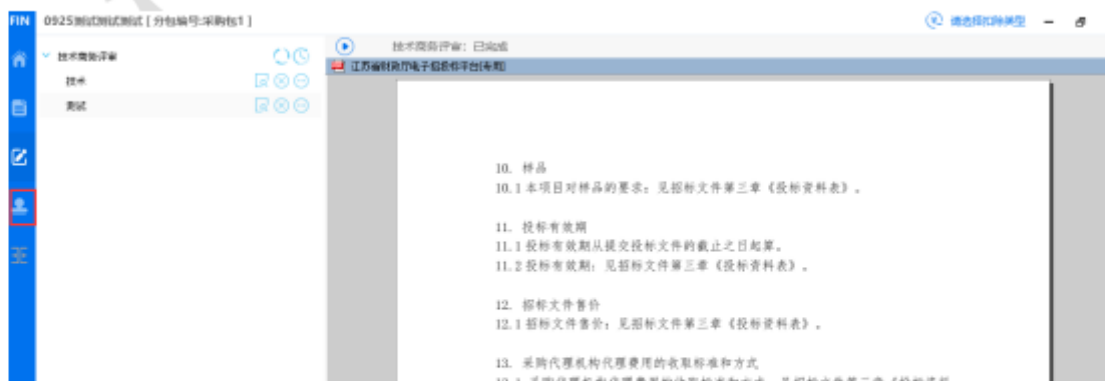 FIN 0925测试测试测试 [ 分包编号:采购包1 ] 请选择扣除类型
技术商务评审 技术商务评审：已完成
江苏省财政厅电子招投标平台(专用)
技术
测试
10. 样品
10.1 本项目对样品的要求：见招标文件第三章《投标资料表》。
11. 投标有效期
11.1 投标有效期从提交投标文件的截止之日起算。
11.2 投标有效期：见招标文件第三章《投标资料表》。
12. 招标文件售价
12.1 招标文件售价：见招标文件第三章《投标资料表》。
13. 采购代理机构代理费用的收取标准和方式